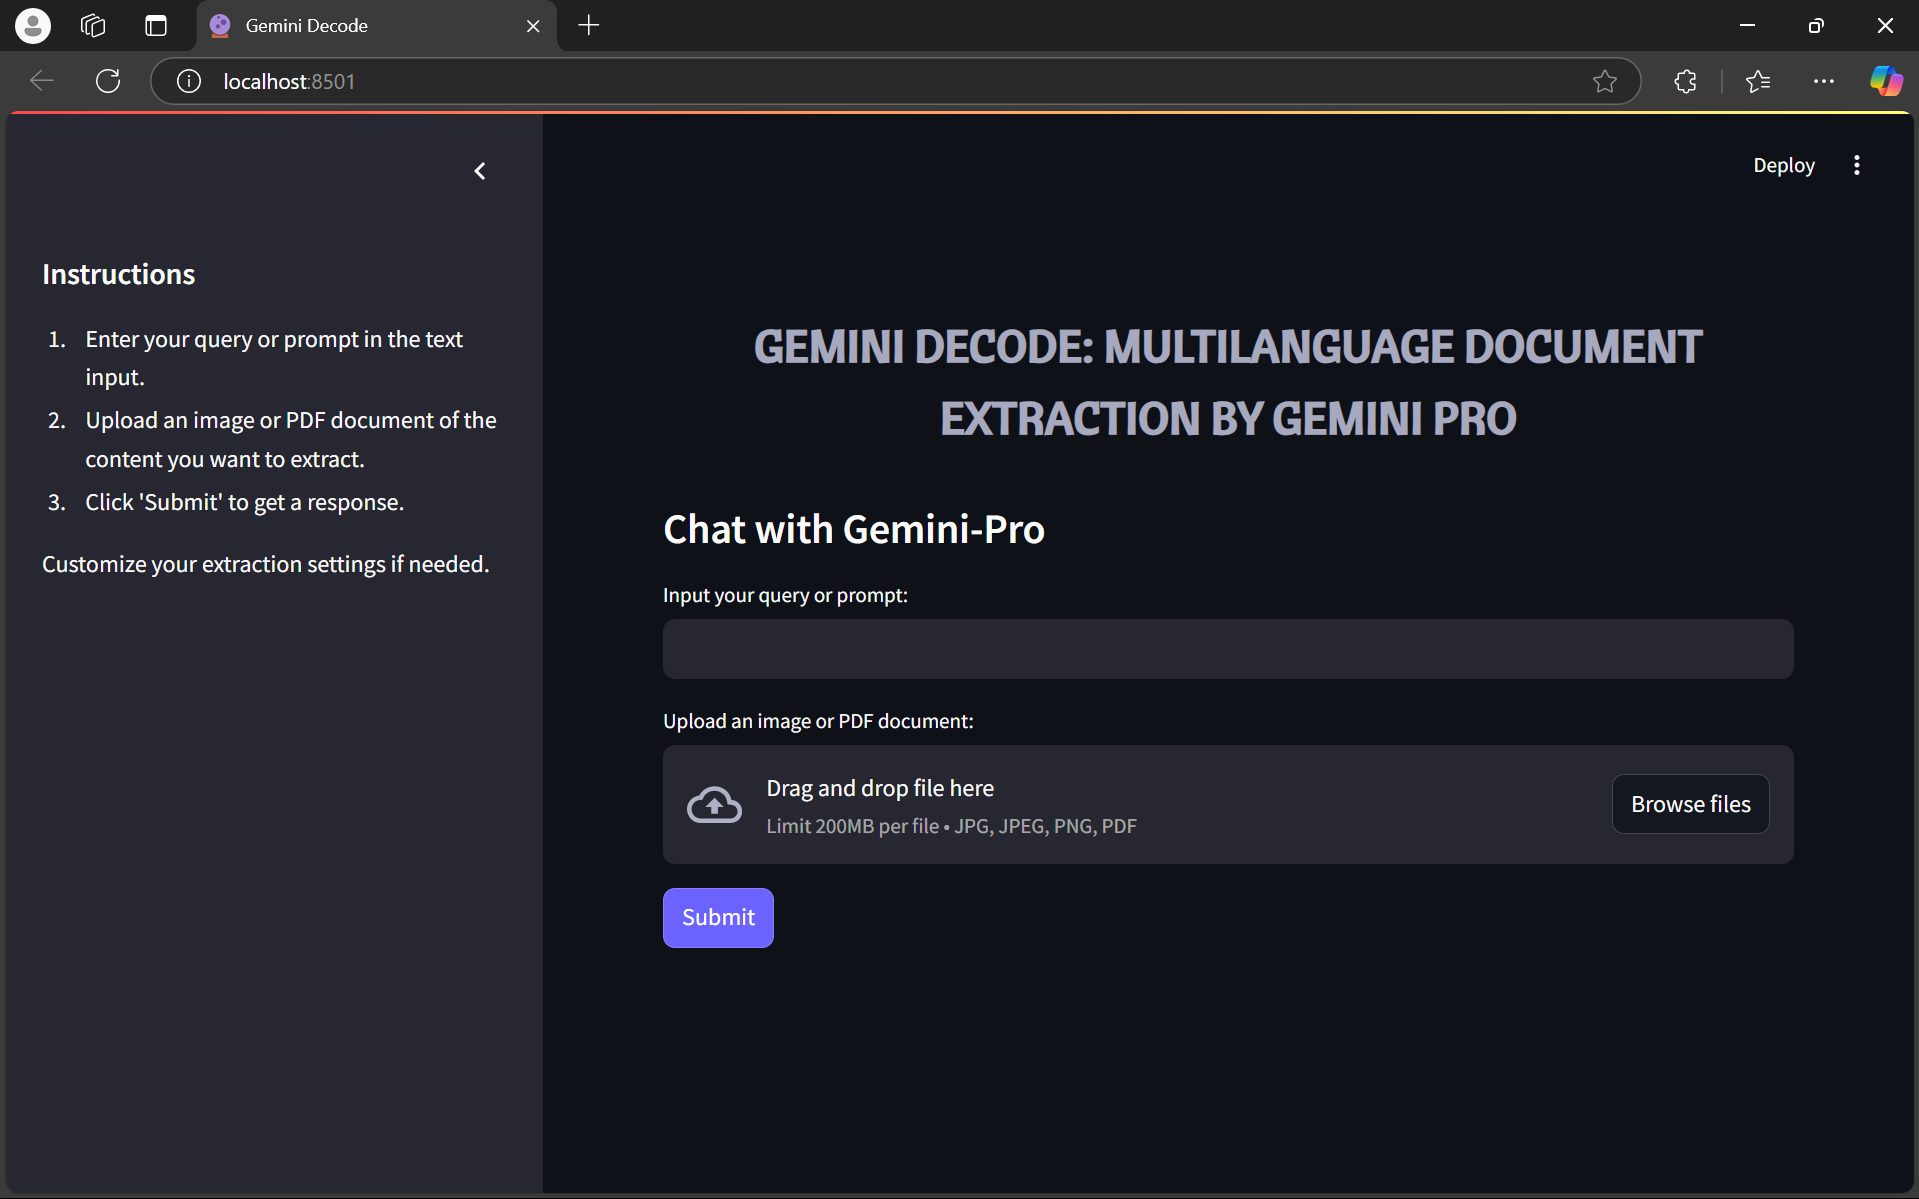 Gemini Decode
localhost:8501
Deploy
Instructions
1. Enter your query or prompt in the text
input.
2. Upload an image or PDF document of the
content you want to extract.
3. Click 'Submit' to get a response.
Customize your extraction settings if needed.
GEMINI DECODE: MULTILANGUAGE DOCUMENT
EXTRACTION BY GEMINI PRO
Chat with Gemini-Pro
Input your query or prompt:
Upload an image or PDF document:
Drag and drop file here
Limit 200MB per file • JPG, JPEG, PNG, PDF
Browse files
Submit